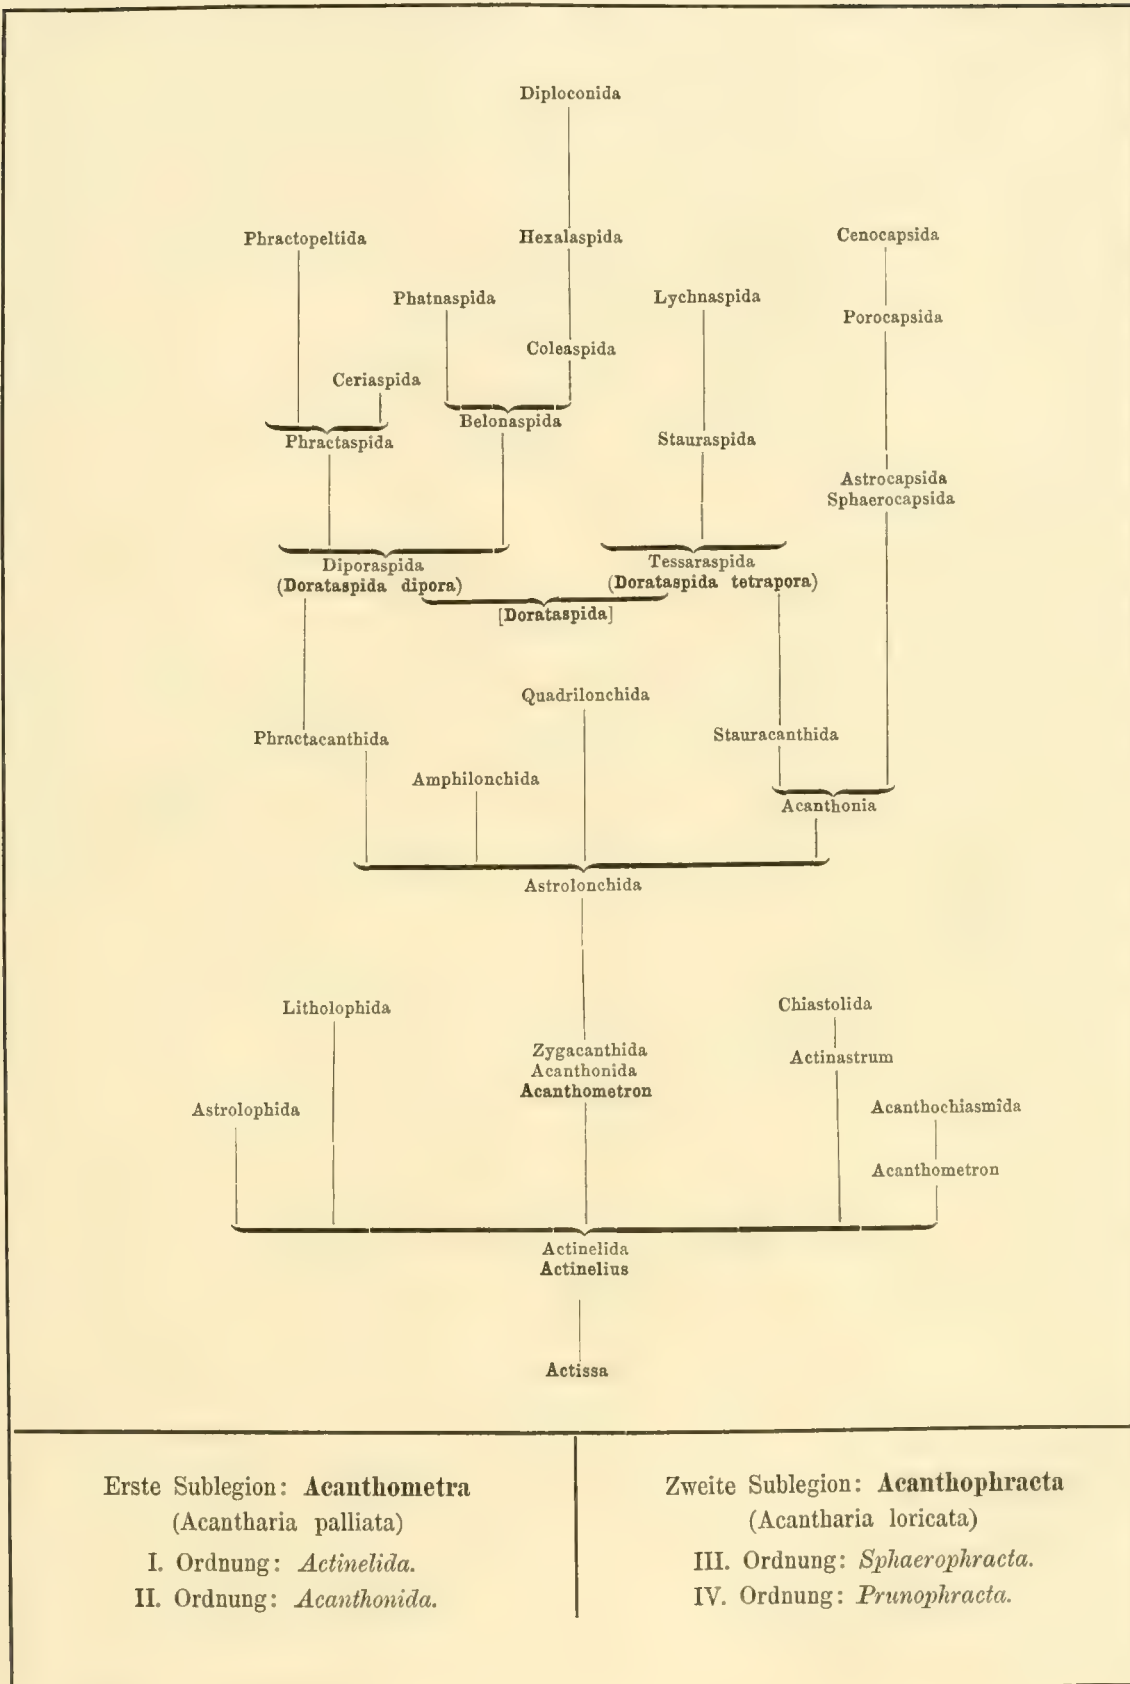 Diploconida
Phractopeltida
Hexalaspida
Cenocapsida
Phatnaspida
Lychnaspida
Porocapsida
Coleaspida
Ceriaspida
Belonaspida
Phractaspida
Stauraspida
Astrocapsida
Sphaerocapsida
Diporaspida
(Dorataspida dipora)
Tessaraspida
(Dorataspida tetrapora)
[Dorataspida]
Quadrilonchida
Phractacanthida
Stauracanthida
Amphilonchida
Acanthonia
Astrolonchida
Litholophida
Chiastolida
Zygacanthida
Acanthonida
Acanthometron
Actinastrum
Astrolophida
Acanthochiasmida
Acanthometron
Actinelida
Actinelius
Actissa
Erste Sublegion: Acanthometra
(Acantharia palliata)
I. Ordnung: Actinelida.
II. Ordnung: Acanthonida.
Zweite Sublegion: Acanthophracta
(Acantharia loricata)
III. Ordnung: Sphaerophracta.
IV. Ordnung: Prunophracta.